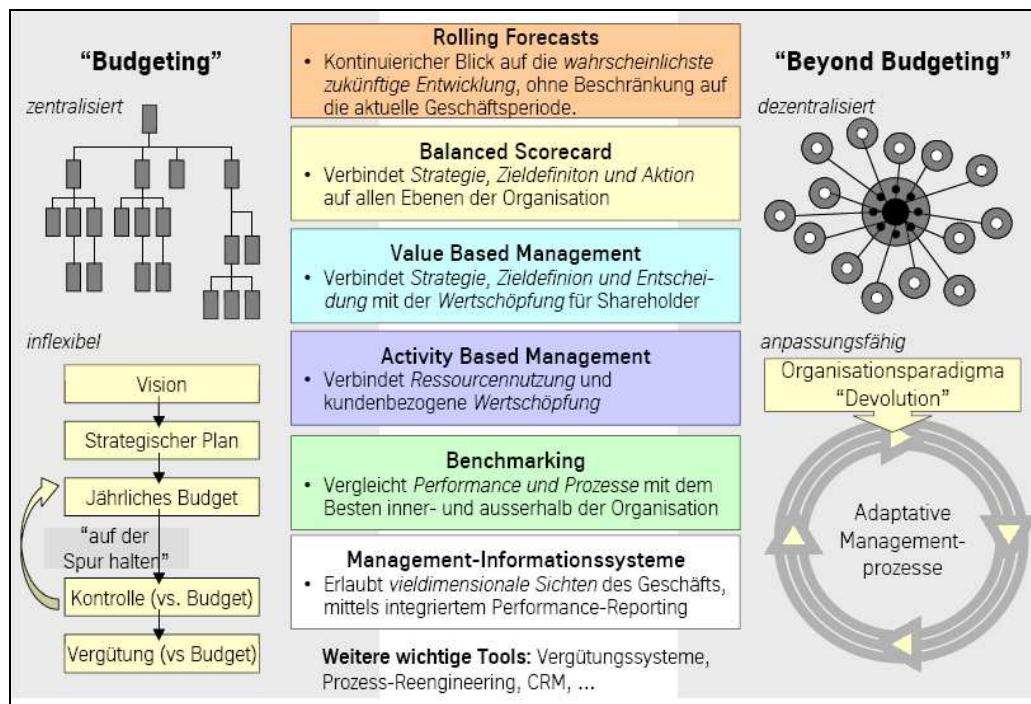 "Budgeting"
zentralisiert
inflexibel
Vision
Strategischer Plan
Jährliches Budget
"auf der
Spur halten"
Kontrolle (vs. Budget)
Vergütung (vs Budget)
Rolling Forecasts
• Kontinuiericher Blick auf die wahrscheinlichste
zukünftige Entwicklung, ohne Beschränkung auf
die aktuelle Geschäftsperiode.
Balanced Scorecard
• Verbindet Strategie, Zieldefiniton und Aktion
auf allen Ebenen der Organisation
Value Based Management
• Verbindet Strategie, Zieldefinion und Entschei-
dung mit der Wertschöpfung für Shareholder
Activity Based Management
• Verbindet Ressourcennutzung und
kundenbezogene Wertschöpfung
Benchmarking
• Vergleicht Performance und Prozesse mit dem
Besten inner- und ausserhalb der Organisation
Management-Informationssysteme
• Erlaubt vieldimensionale Sichten des Geschäfts,
mittels integriertem Performance-Reporting
Weitere wichtige Tools: Vergütungssysteme,
Prozess-Reengineering, CRM, ...
"Beyond Budgeting"
dezentralisiert
anpassungsfähig
Organisationsparadigma
"Devolution"
Adaptative
Management-
prozesse